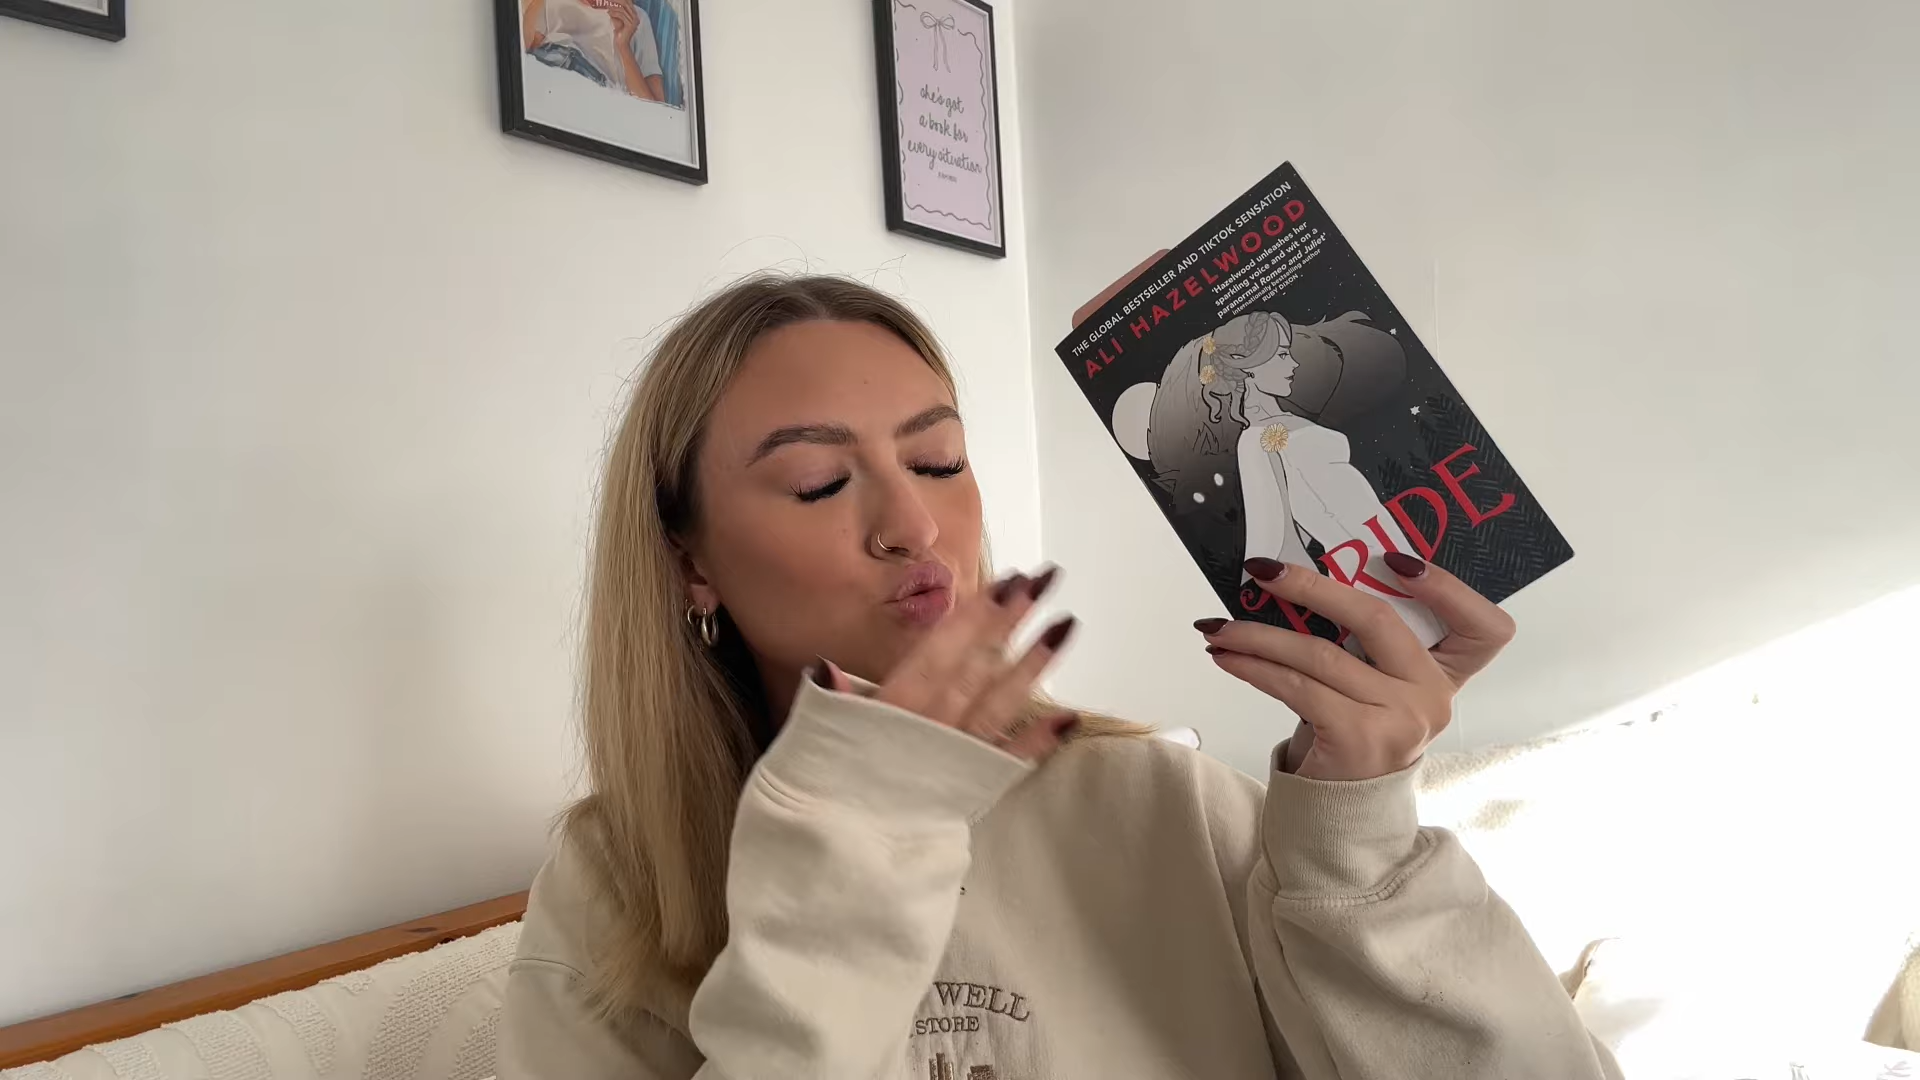 she's got
a book for
every situation
THE GLOBAL BESTSELLER AND TIKTOK SENSATION
ALI HAZELWOOD
'Hazelwood unleashes her
sparkling voice and wit on a
paranormal Romeo and Juliet'
internationally bestselling author
RUBY DIXON
BRIDE
WELL
STORE